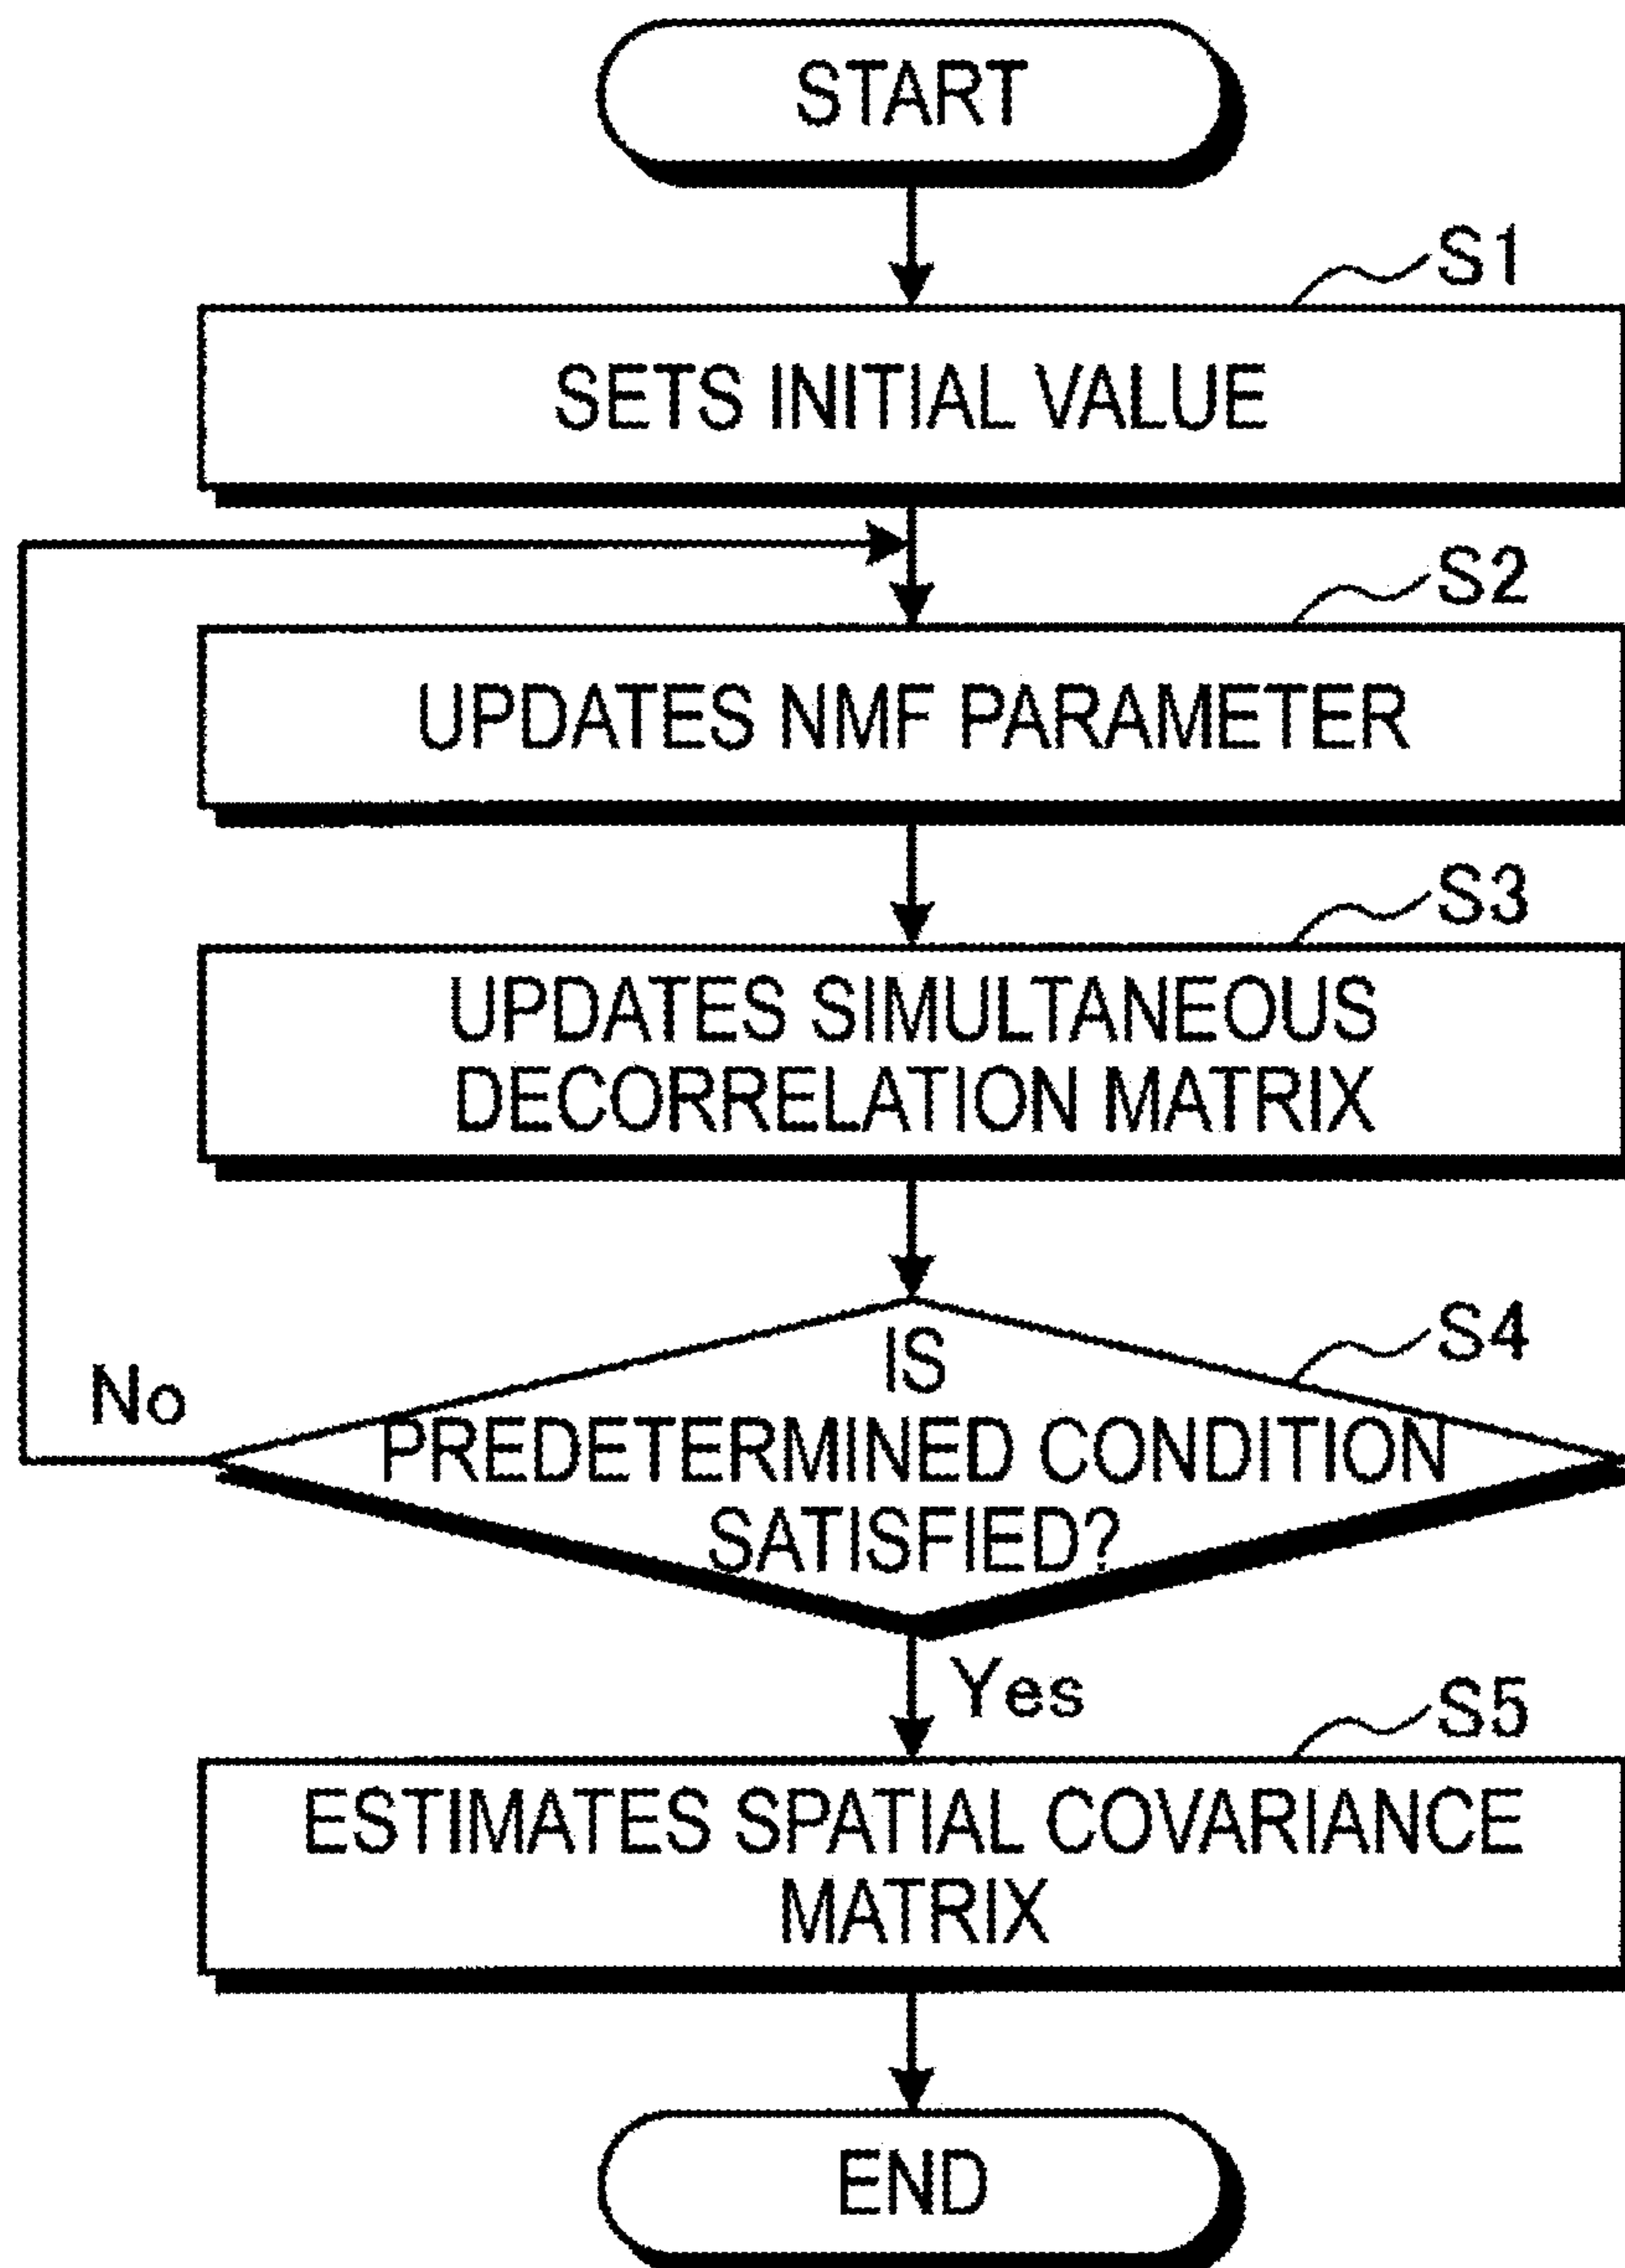 START
S1
SETS INITIAL VALUE
S2
UPDATES NMF PARAMETER
S3
UPDATES SIMULTANEOUS
DECORRELATION MATRIX
S4
IS
PREDETERMINED CONDITION
SATISFIED?
No
Yes
S5
ESTIMATES SPATIAL COVARIANCE
MATRIX
END